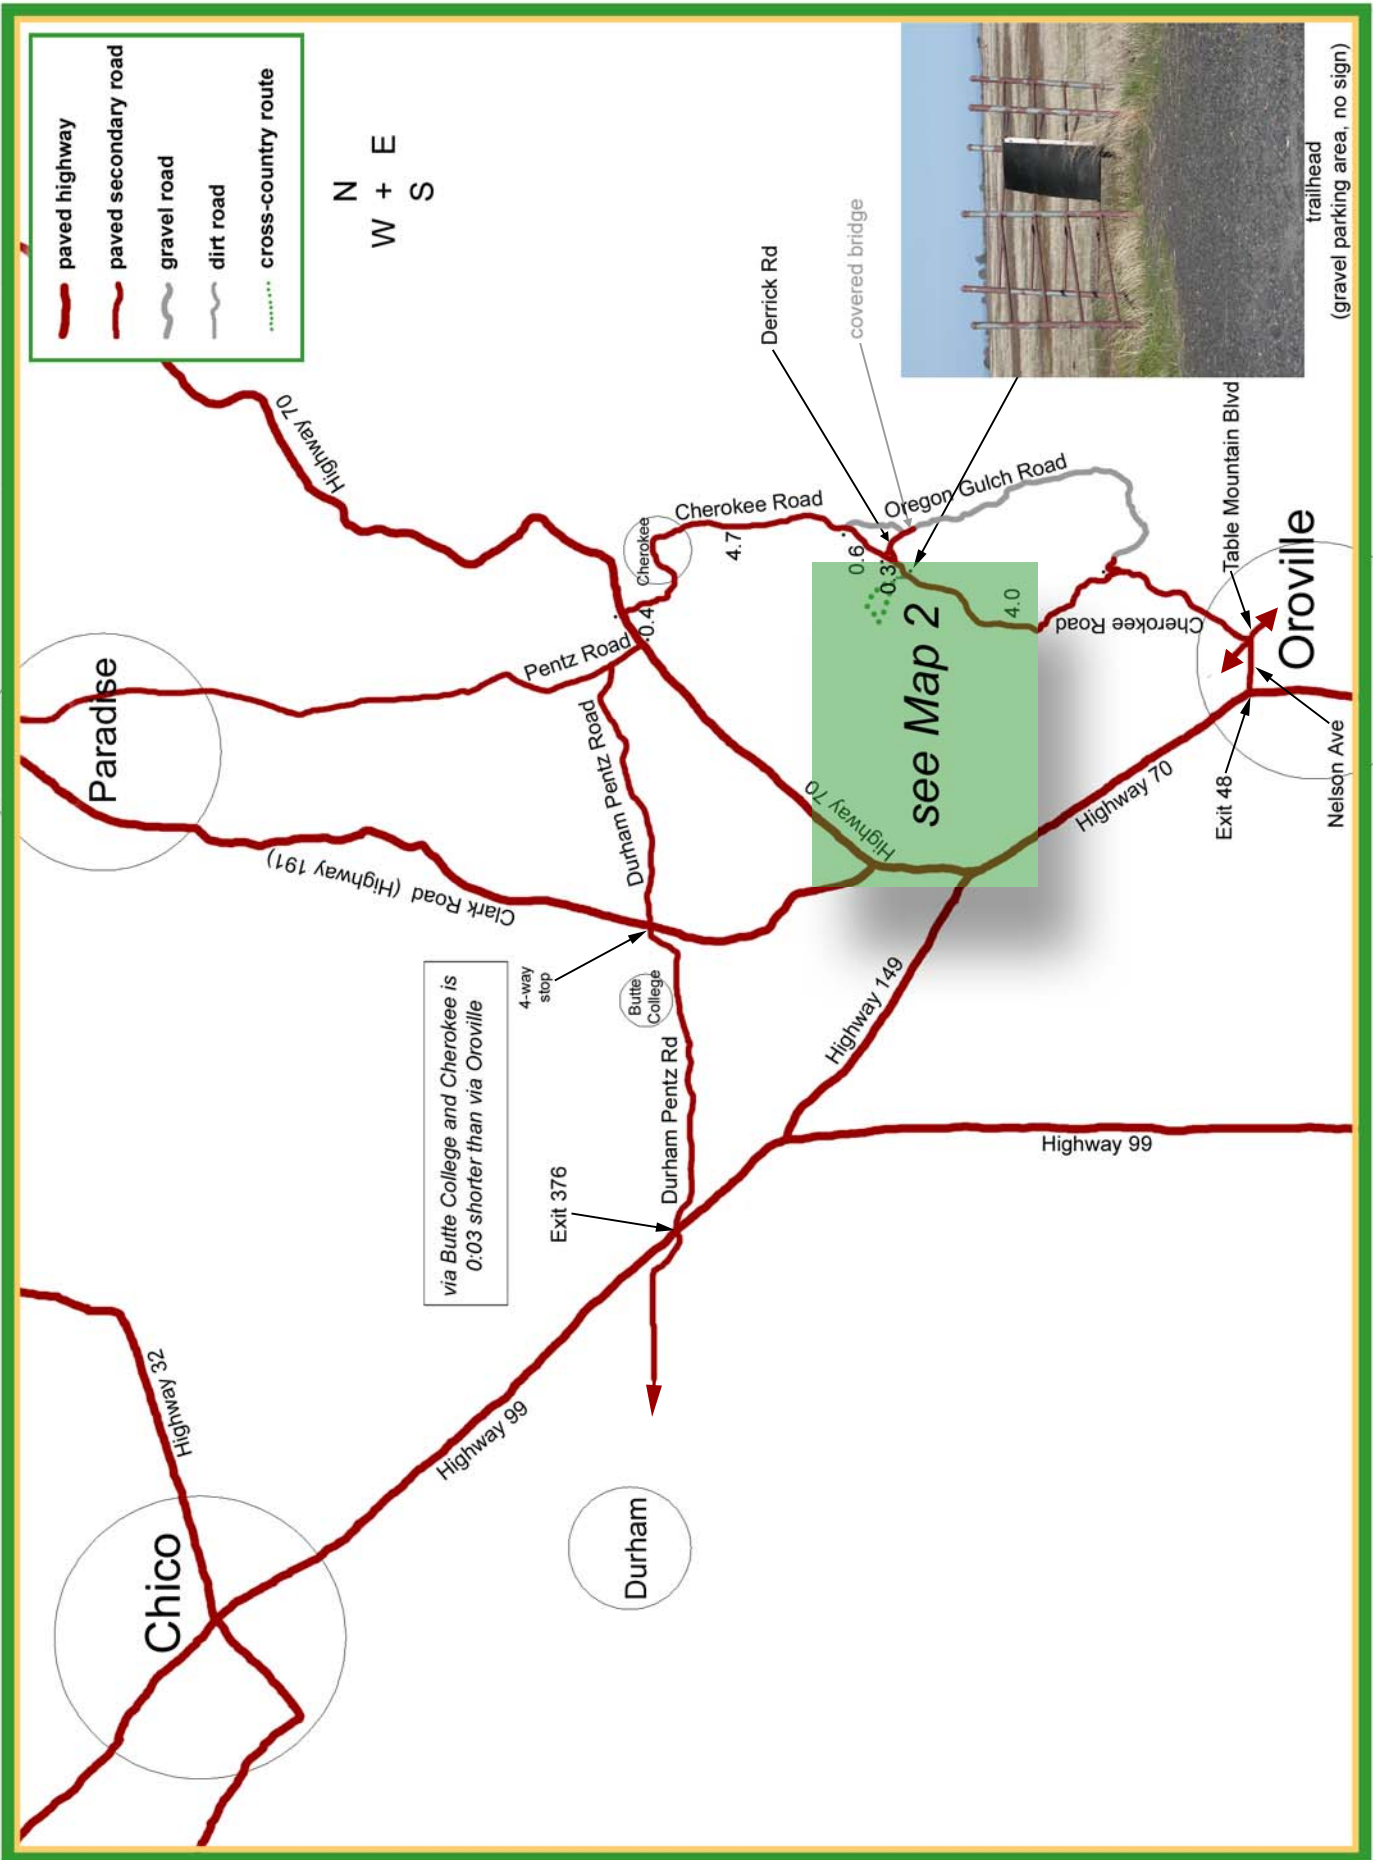 paved highway
paved secondary road
gravel road
dirt road
cross-country route
N
W + E
S
Paradise
Chico
Highway 32
Highway 99
Clark Road (Highway 191)
Highway 70
via Butte College and Cherokee is
0:03 shorter than via Oroville
4-way
stop
Exit 376
Durham
Durham Pentz Rd
Butte
College
Durham Pentz Road
Pentz Road
0.4
Cherokee
Cherokee Road
4.7
Derrick Rd
covered bridge
0.6
0.3
Oregon Gulch Road
see Map 2
4.0
Highway 70
Highway 149
Highway 99
Highway 70
Cherokee Road
Table Mountain Blvd
Oroville
Exit 48
Nelson Ave
trailhead
(gravel parking area, no sign)